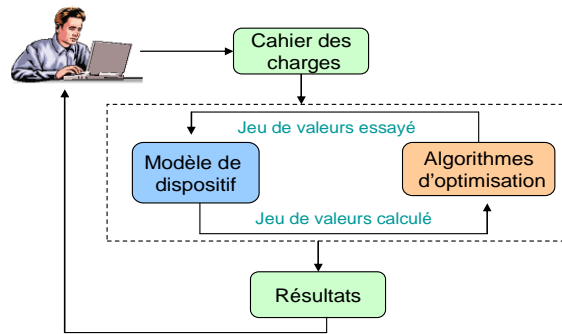 Cahier des
charges
Jeu de valeurs essayé
Modèle de
dispositif
Algorithmes
d'optimisation
Jeu de valeurs calculé
Résultats